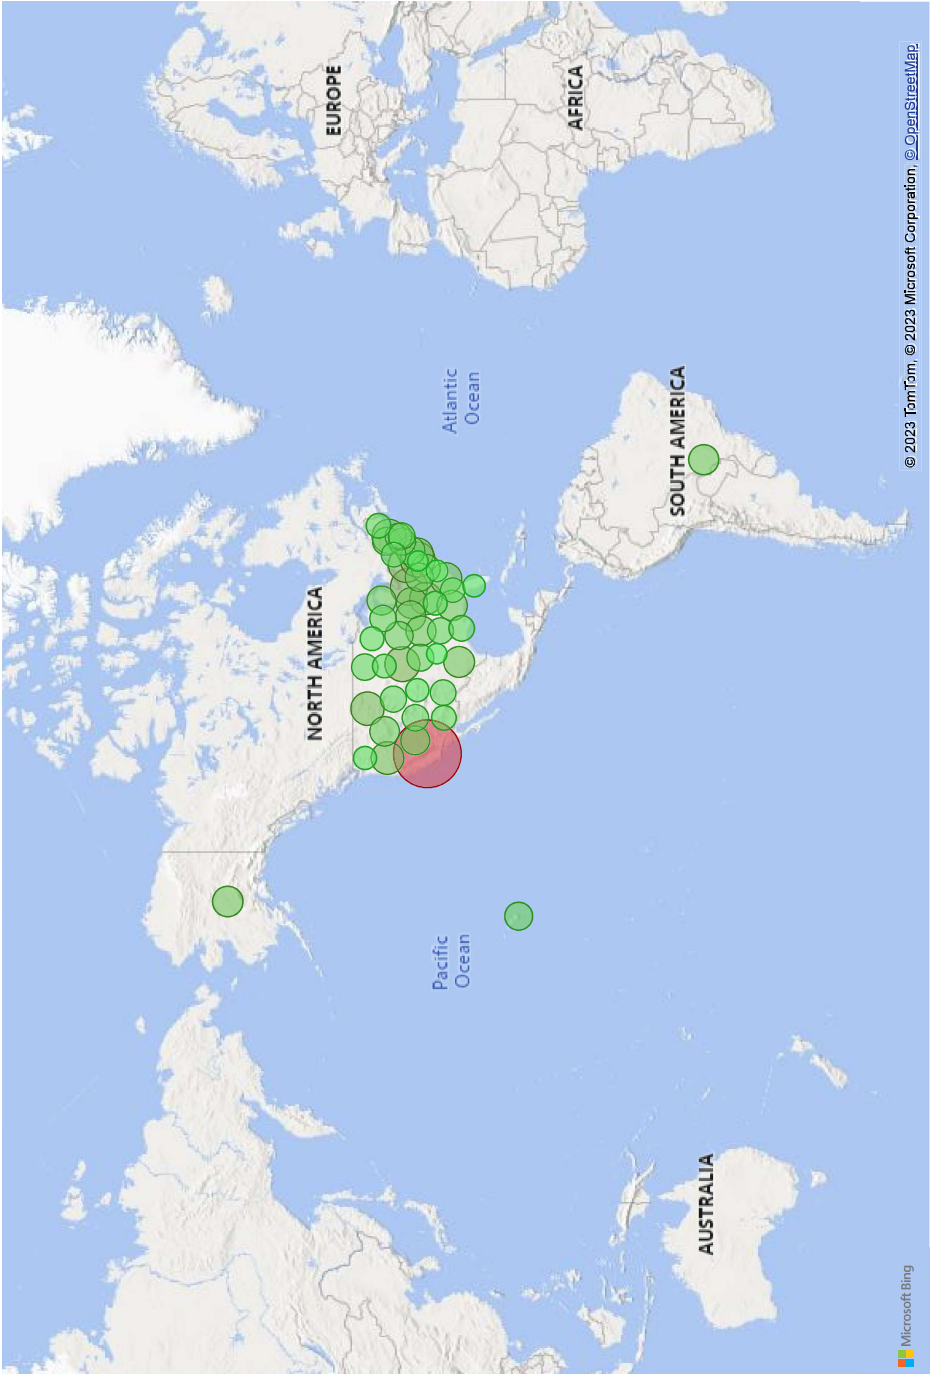 NORTH AMERICA
EUROPE
Atlantic
Ocean
AFRICA
Pacific
Ocean
SOUTH AMERICA
AUSTRALIA
Microsoft Bing
© 2023 TomTom, © 2023 Microsoft Corporation, © OpenStreetMap